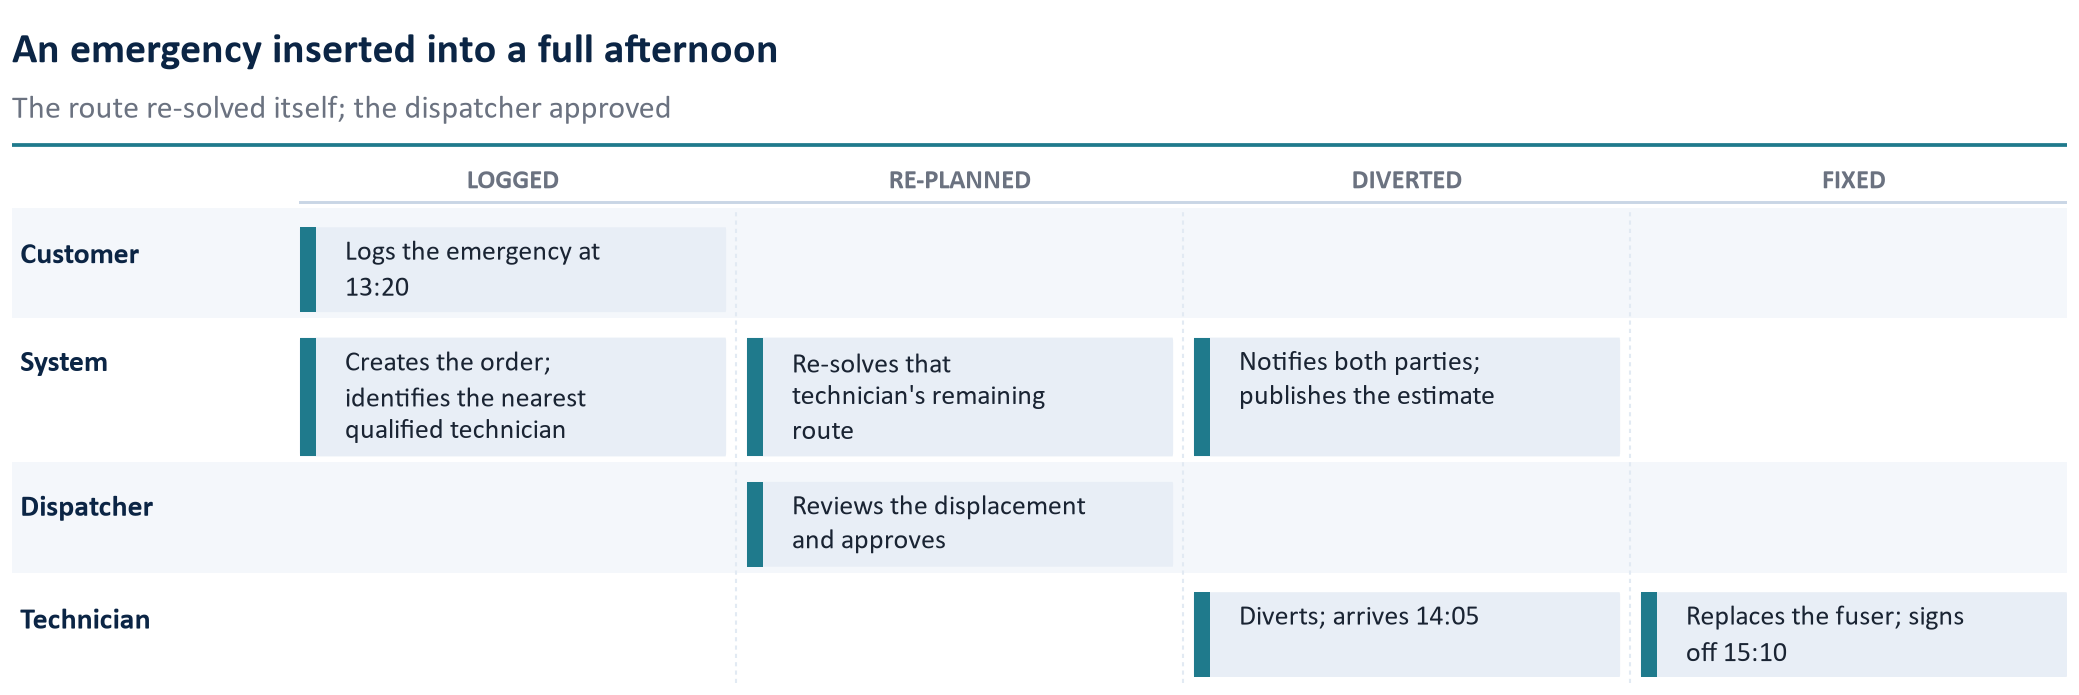 An emergency inserted into a full afternoon
The route re-solved itself; the dispatcher approved
LOGGED
RE-PLANNED
DIVERTED
FIXED
Customer
Logs the emergency at
13:20
System
Creates the order;
identifies the nearest
qualified technician
Re-solves that
technician's remaining
route
Notifies both parties;
publishes the estimate
Dispatcher
Reviews the displacement
and approves
Technician
Diverts; arrives 14:05
Replaces the fuser; signs
off 15:10